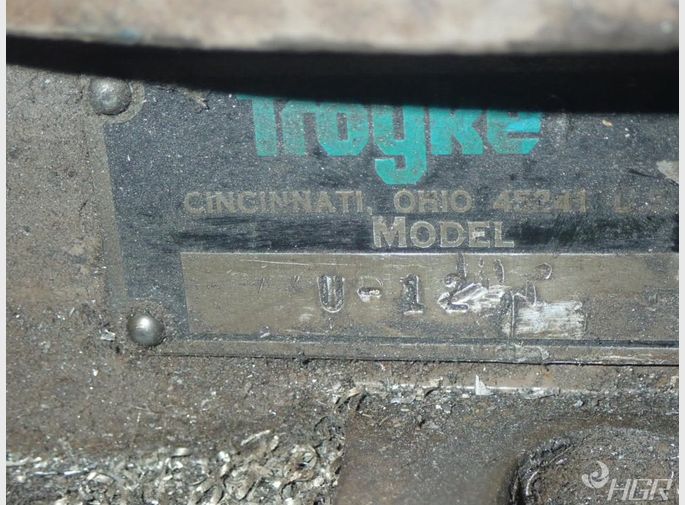 Troyke
CINCINNATI, OHIO 45241 U.S
MODEL
U-12
HGR